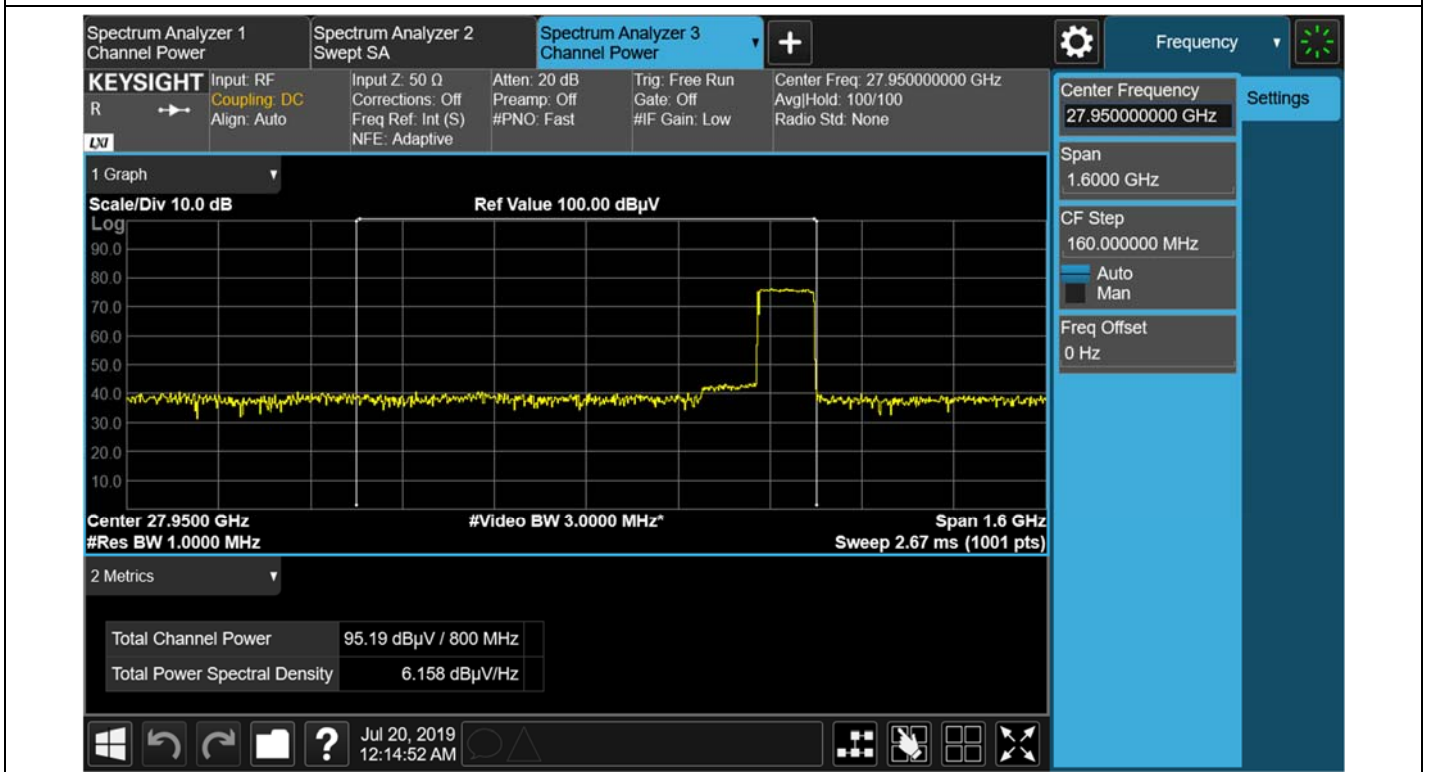 Spectrum Analyzer 1
Channel Power
Spectrum Analyzer 2
Swept SA
Spectrum Analyzer 3
Channel Power
Frequency
KEYSIGHT
R
LXI
Input: RF
Coupling: DC
Align: Auto
Input Z: 50 Ω
Corrections: Off
Freq Ref: Int (S)
NFE: Adaptive
Atten: 20 dB
Preamp: Off
#PNO: Fast
Trig: Free Run
Gate: Off
#IF Gain: Low
Center Freq: 27.950000000 GHz
Avg|Hold: 100/100
Radio Std: None
Center Frequency
27.950000000 GHz
Settings
Span
1.6000 GHz
CF Step
160.000000 MHz
Auto
Man
Freq Offset
0 Hz
1 Graph
Scale/Div 10.0 dB
Ref Value 100.00 dBµV
Log
90.0
80.0
70.0
60.0
50.0
40.0
30.0
20.0
10.0
Center 27.9500 GHz
#Video BW 3.0000 MHz*
Span 1.6 GHz
#Res BW 1.0000 MHz
Sweep 2.67 ms (1001 pts)
2 Metrics
Total Channel Power 95.19 dBµV / 800 MHz
Total Power Spectral Density 6.158 dBµV/Hz
?
Jul 20, 2019
12:14:52 AM